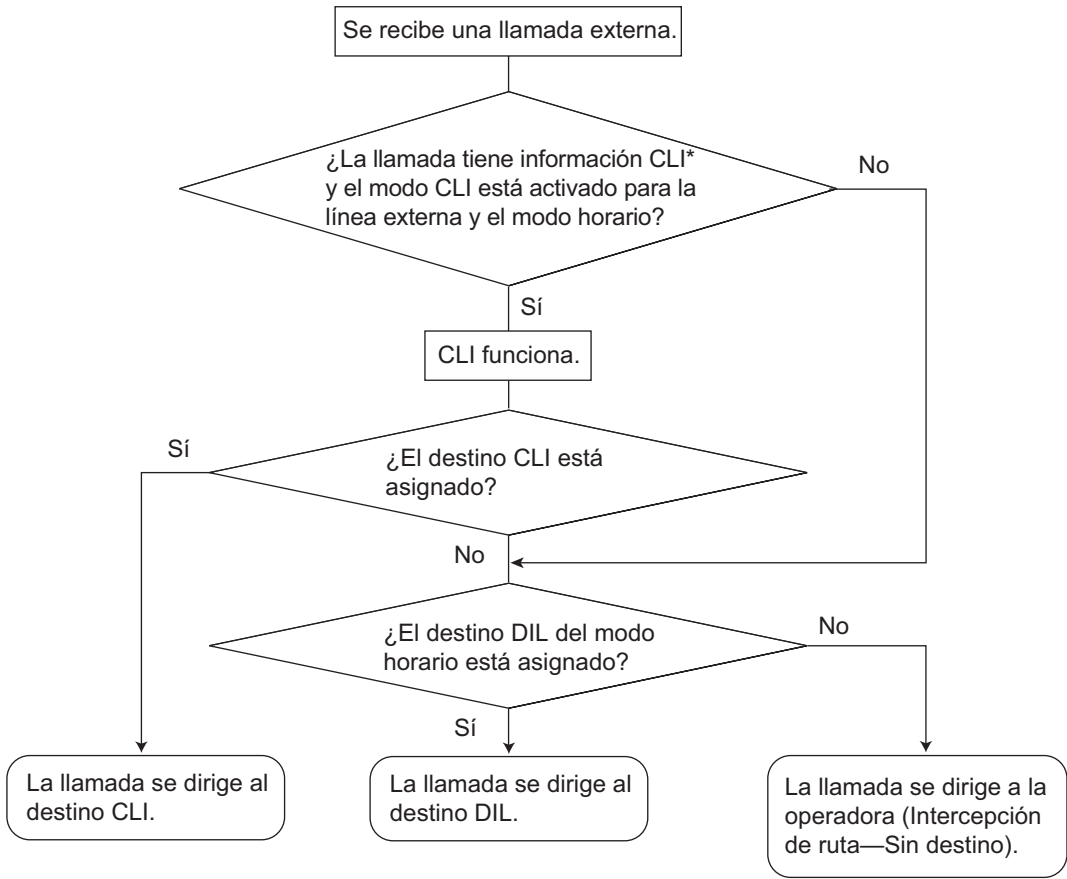 Se recibe una llamada externa.
¿La llamada tiene información CLI*
y el modo CLI está activado para la
línea externa y el modo horario?
No
Sí
CLI funciona.
Sí
¿El destino CLI está
asignado?
No
¿El destino DIL del modo
horario está asignado?
No
Sí
La llamada se dirige al
destino CLI.
La llamada se dirige al
destino DIL.
La llamada se dirige a la
operadora (Intercepción
de ruta—Sin destino).